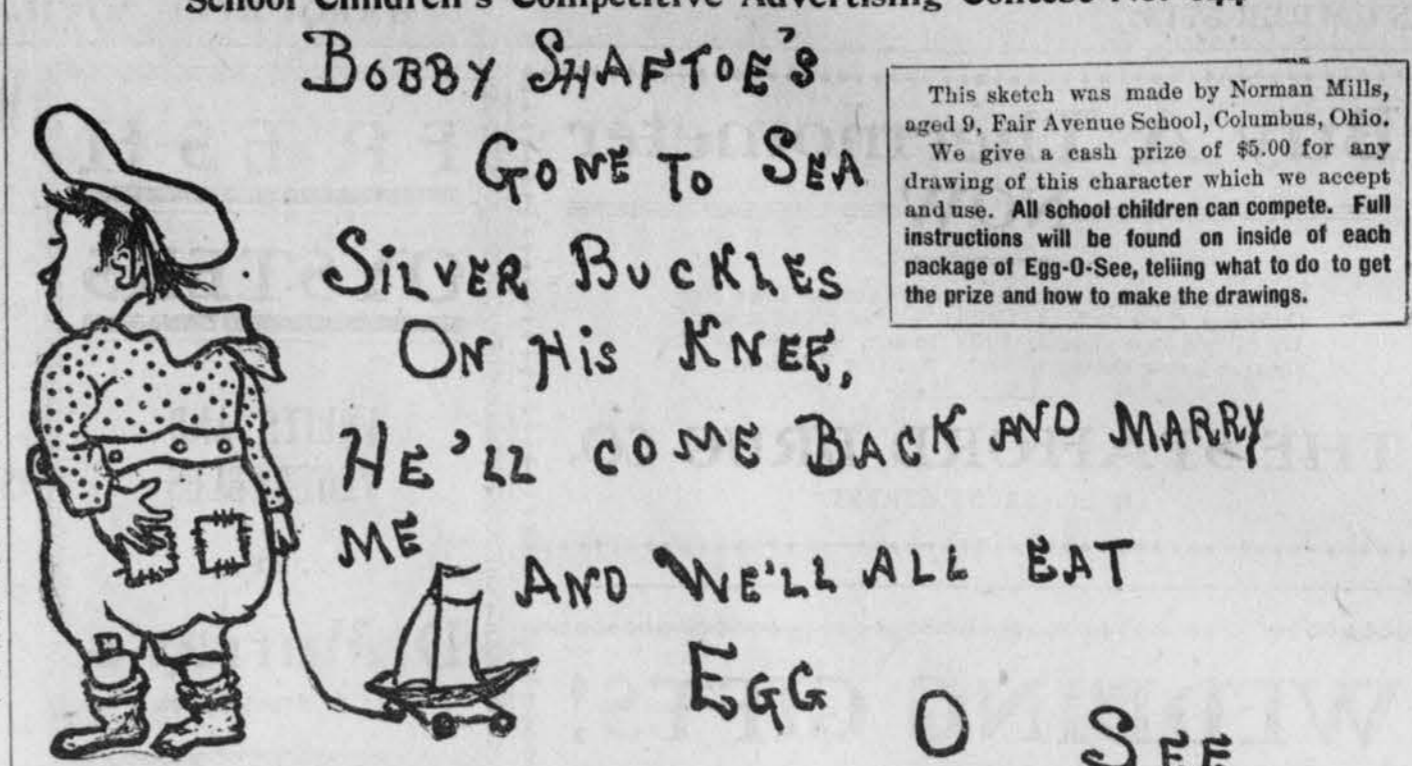 School Children's Competitive Advertising Contest No.
BOBBY SHAFTOE'S
GONE TO SEA
SILVER BUCKLES
ON HIS KNEE,
HE'LL COME BACK AND MARRY
ME
AND WE'LL ALL EAT
EGG
O SEE
This sketch was made by Norman Mills,
aged 9, Fair Avenue School, Columbus, Ohio.
We give a cash prize of $5.00 for any
drawing of this character which we accept
and use. All school children can compete. Full
instructions will be found on inside of each
package of Egg-O-See, telling what to do to get
the prize and how to make the drawings.